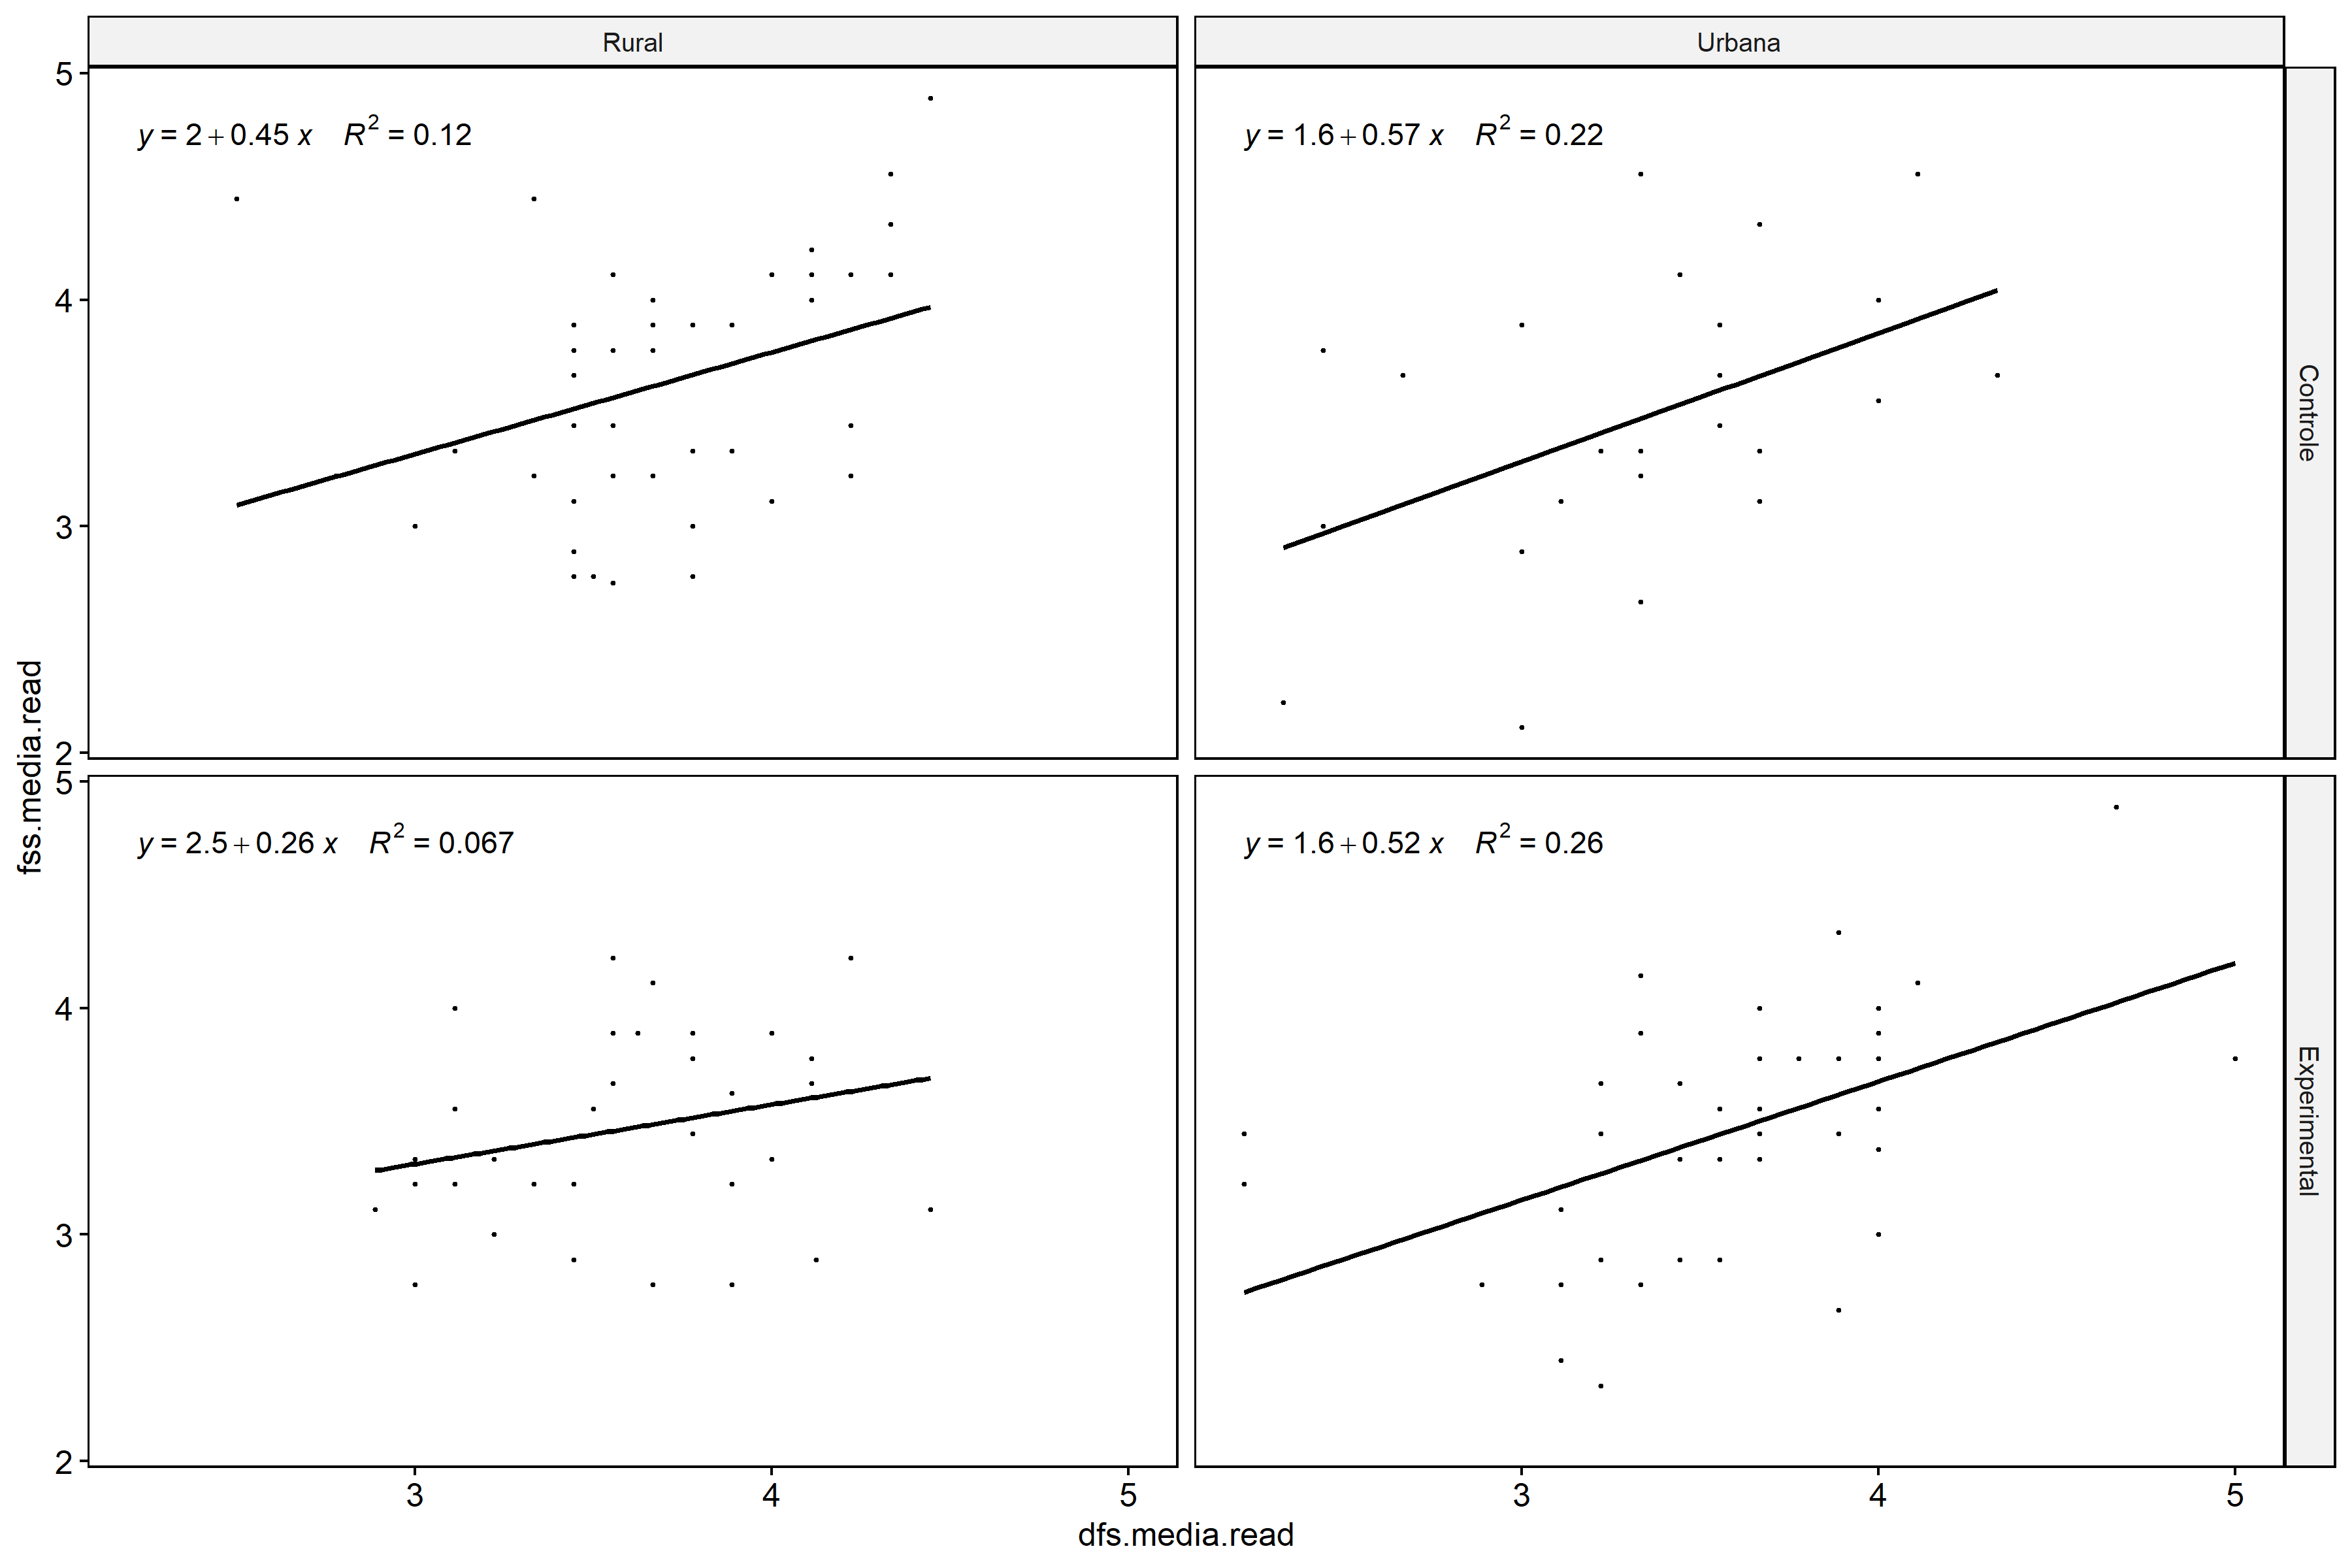 Rural
Urbana
5
4
3
2
y = 2 + 0.45 x R² = 0.12
y = 1.6 + 0.57 x R² = 0.22
Controle
fss.media.read
5
4
3
2
y = 2.5 + 0.26 x R² = 0.067
y = 1.6 + 0.52 x R² = 0.26
Experimental
3 4 5
3 4 5
dfs.media.read